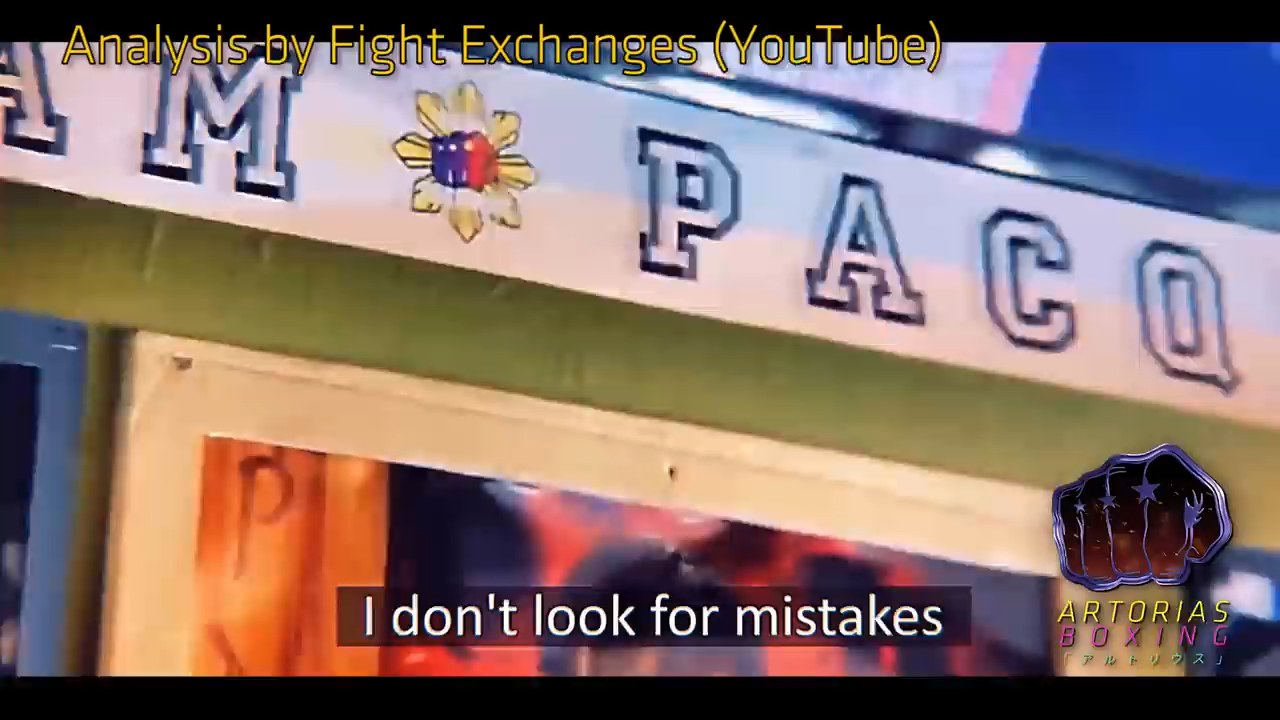 Analysis by Fight Exchanges (YouTube)
AM PACQ
P
I don't look for mistakes
ARTORIAS
BOXING
「アルトリウス」